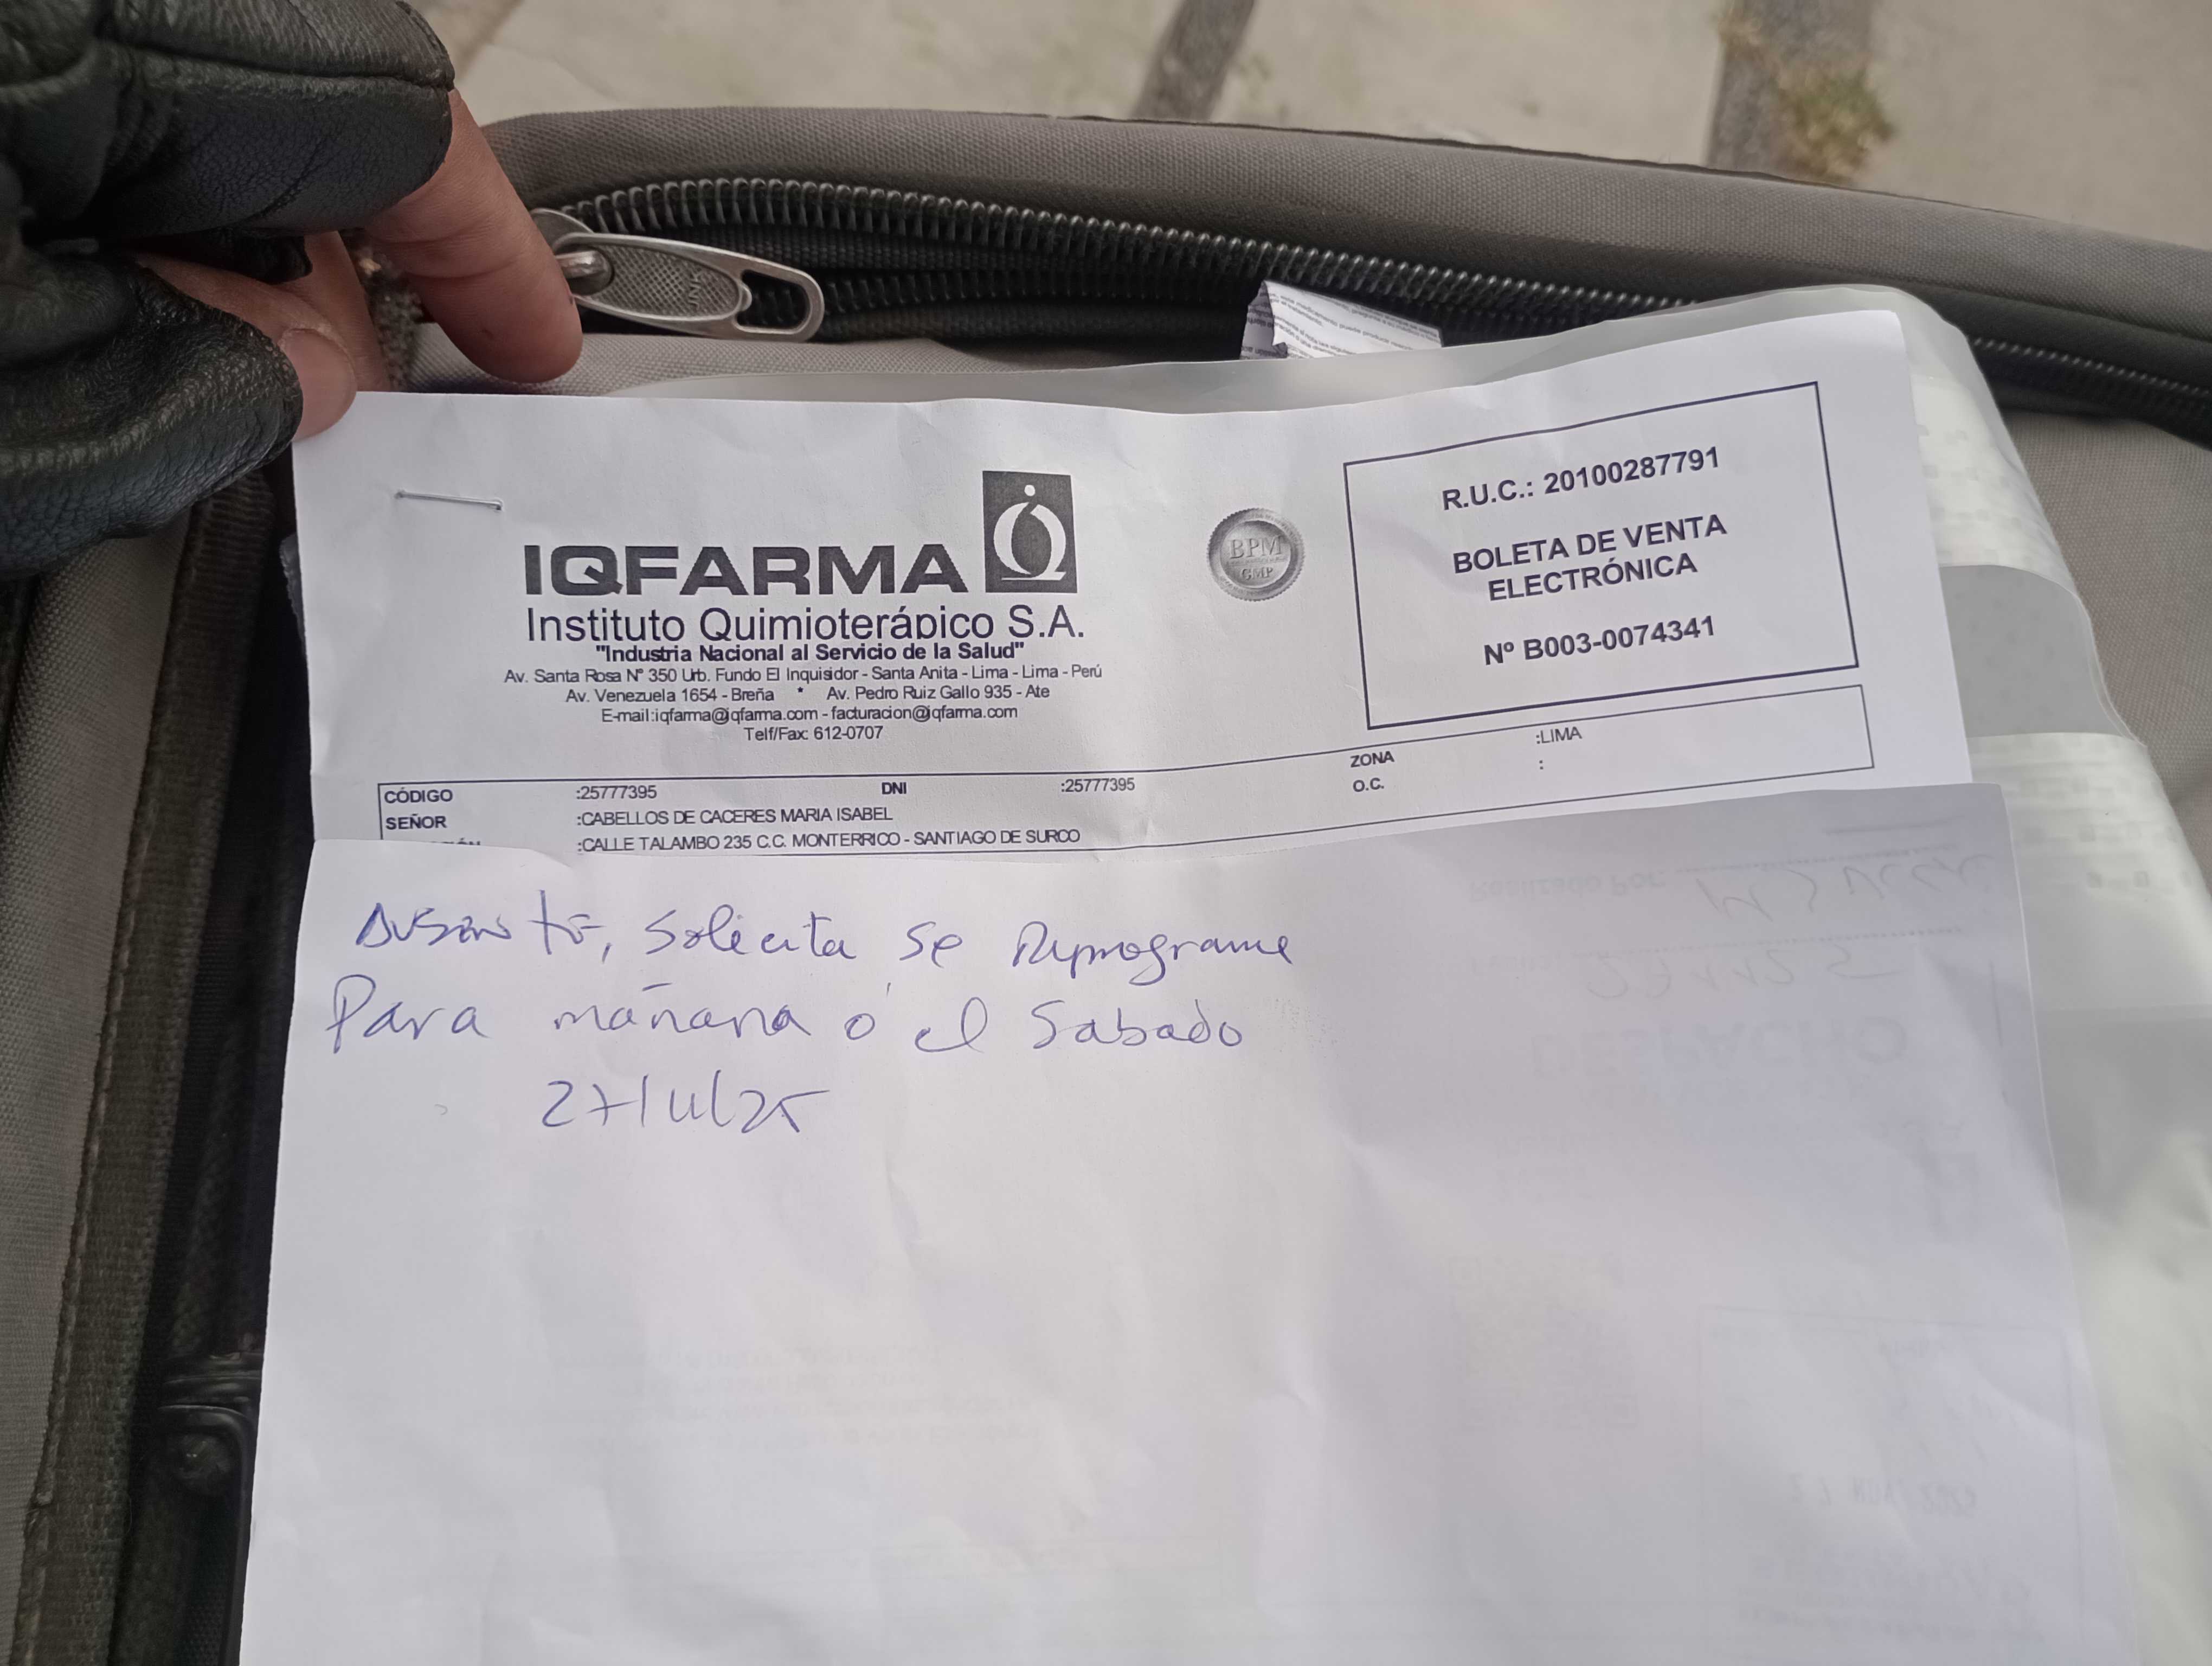 IQFARMA
Instituto Quimioterápico S.A.
"Industria Nacional al Servicio de la Salud"
Av. Santa Rosa Nº 350 Urb. Fundo El Inquisidor - Santa Anita - Lima - Lima - Perú
Av. Venezuela 1654 - Breña * Av. Pedro Ruiz Gallo 935 - Ate
E-mail:iqfarma@iqfarma.com - facturacion@iqfarma.com
Telf/Fax: 612-0707
BPM
GMP
R.U.C.: 20100287791
BOLETA DE VENTA
ELECTRÓNICA
Nº B003-0074341
CÓDIGO :25777395 DNI :25777395 ZONA :LIMA
SEÑOR :CABELLOS DE CACERES MARIA ISABEL O.C. :
:CALLE TALAMBO 235 C.C. MONTERRICO - SANTIAGO DE SURCO
Ausente, solicita se Reprograme
Para mañana ó el Sabado
27/11/25